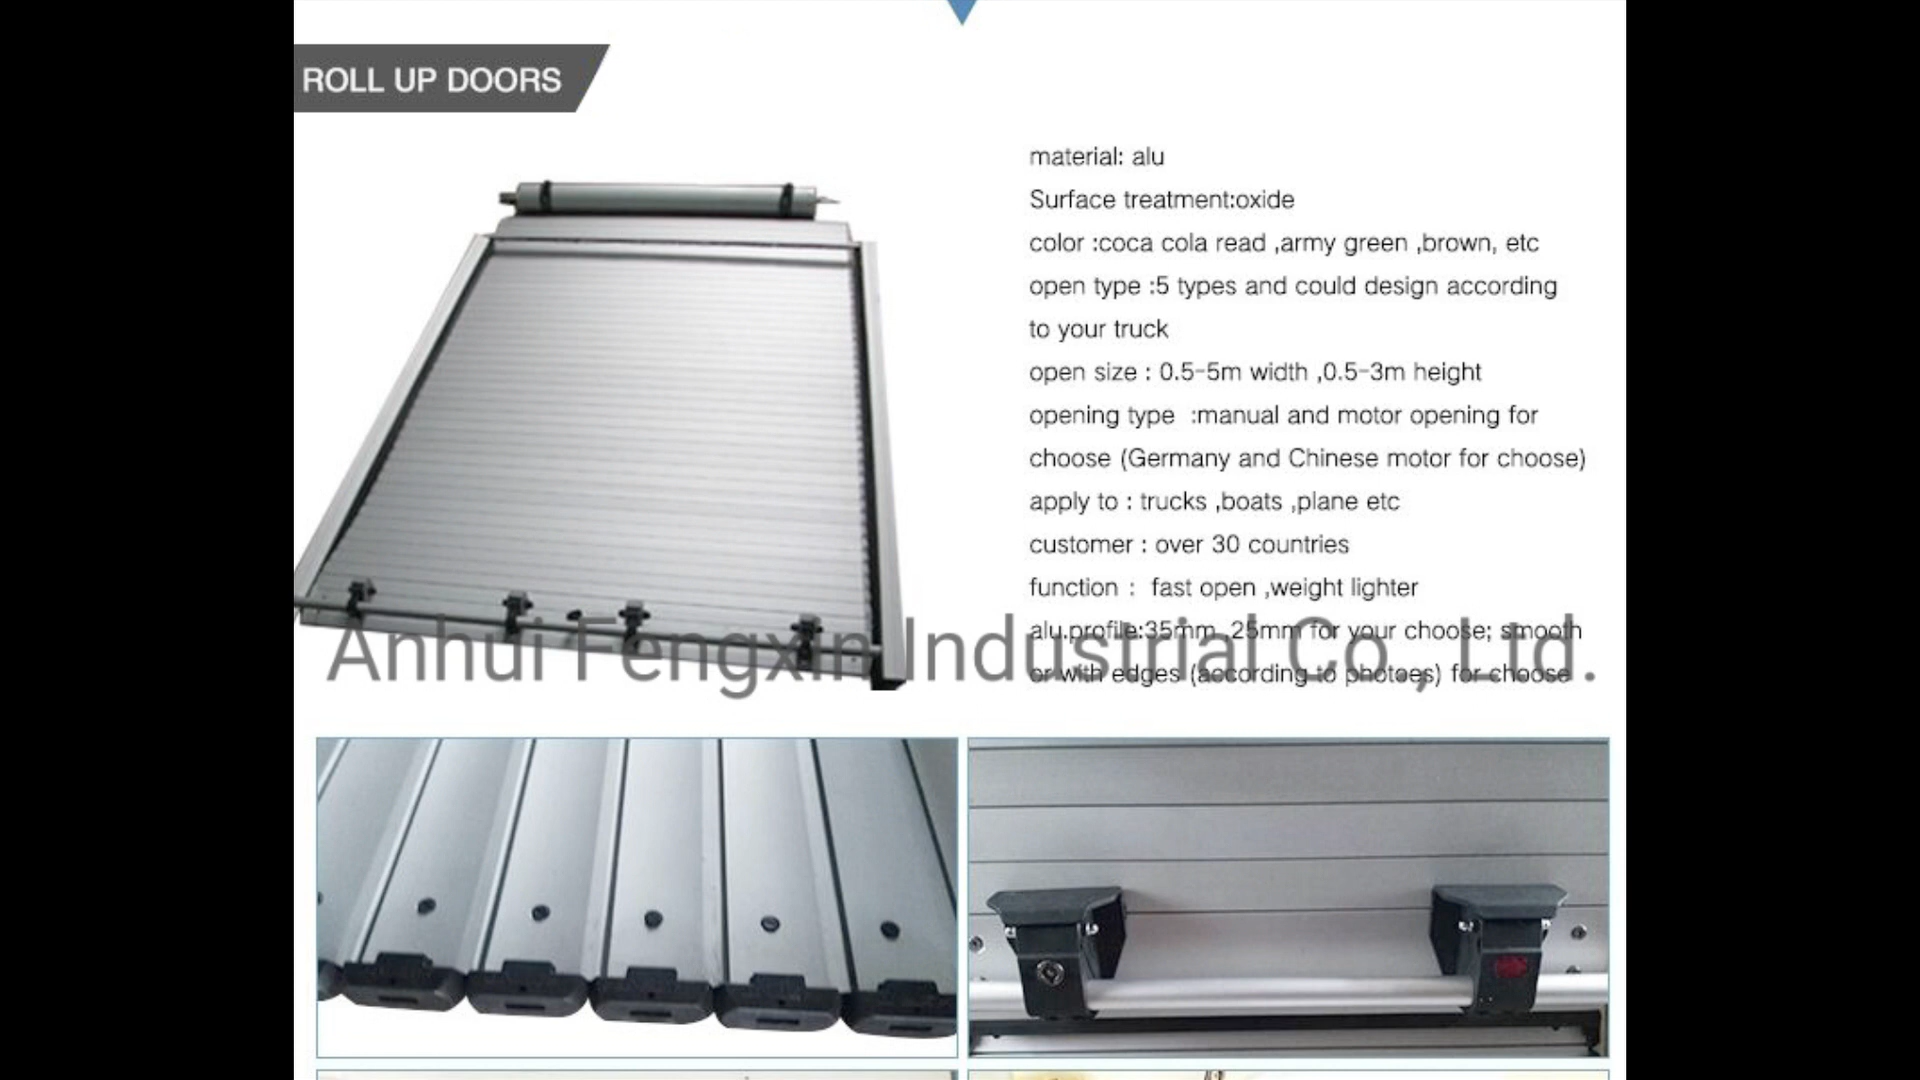 ROLL UP DOORS
material: alu
Surface treatment:oxide
color :coca cola read ,army green ,brown, etc
open type :5 types and could design according
to your truck
open size : 0.5-5m width ,0.5-3m height
opening type :manual and motor opening for
choose (Germany and Chinese motor for choose)
apply to : trucks ,boats ,plane etc
customer : over 30 countries
function : fast open ,weight lighter
alu.profile:35mm ,25mm for your choose; smooth
or with edges (according to photoes) for choose
Anhui Fengxin Industrial Co., Ltd.